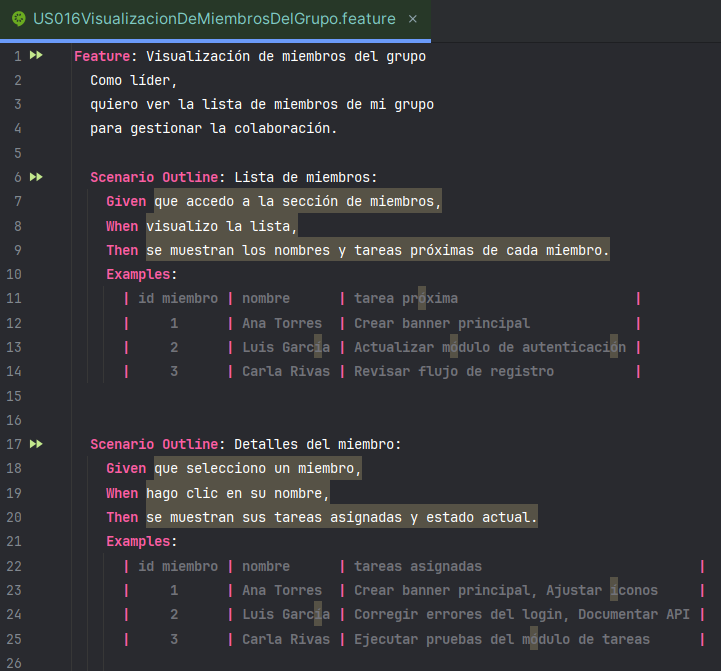 US016VisualizacionDeMiembrosDelGrupo.feature ×
1 Feature: Visualización de miembros del grupo
2 Como líder,
3 quiero ver la lista de miembros de mi grupo
4 para gestionar la colaboración.
5
6 Scenario Outline: Lista de miembros:
7 Given que accedo a la sección de miembros,
8 When visualizo la lista,
9 Then se muestran los nombres y tareas próximas de cada miembro.
10 Examples:
11 | id miembro | nombre | tarea próxima |
12 | 1 | Ana Torres | Crear banner principal |
13 | 2 | Luis García | Actualizar módulo de autenticación |
14 | 3 | Carla Rivas | Revisar flujo de registro |
15
16
17 Scenario Outline: Detalles del miembro:
18 Given que selecciono un miembro,
19 When hago clic en su nombre,
20 Then se muestran sus tareas asignadas y estado actual.
21 Examples:
22 | id miembro | nombre | tareas asignadas |
23 | 1 | Ana Torres | Crear banner principal, Ajustar íconos |
24 | 2 | Luis García | Corregir errores del login, Documentar API |
25 | 3 | Carla Rivas | Ejecutar pruebas del módulo de tareas |
26